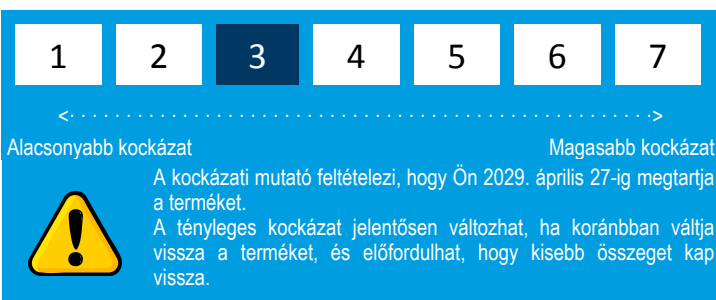 1 2 3 4 5 6 7
<· · · · · · · · · · · · · · · · · · · · · · · · · · · · · · · · · · · · · · · · · · · · · · · · · · · · · · · · · ·>
Alacsonyabb kockázat Magasabb kockázat
A kockázati mutató feltételezi, hogy Ön 2029. április 27-ig megtartja
a terméket.
A tényleges kockázat jelentősen változhat, ha koránbban váltja
vissza a terméket, és előfordulhat, hogy kisebb összeget kap
vissza.